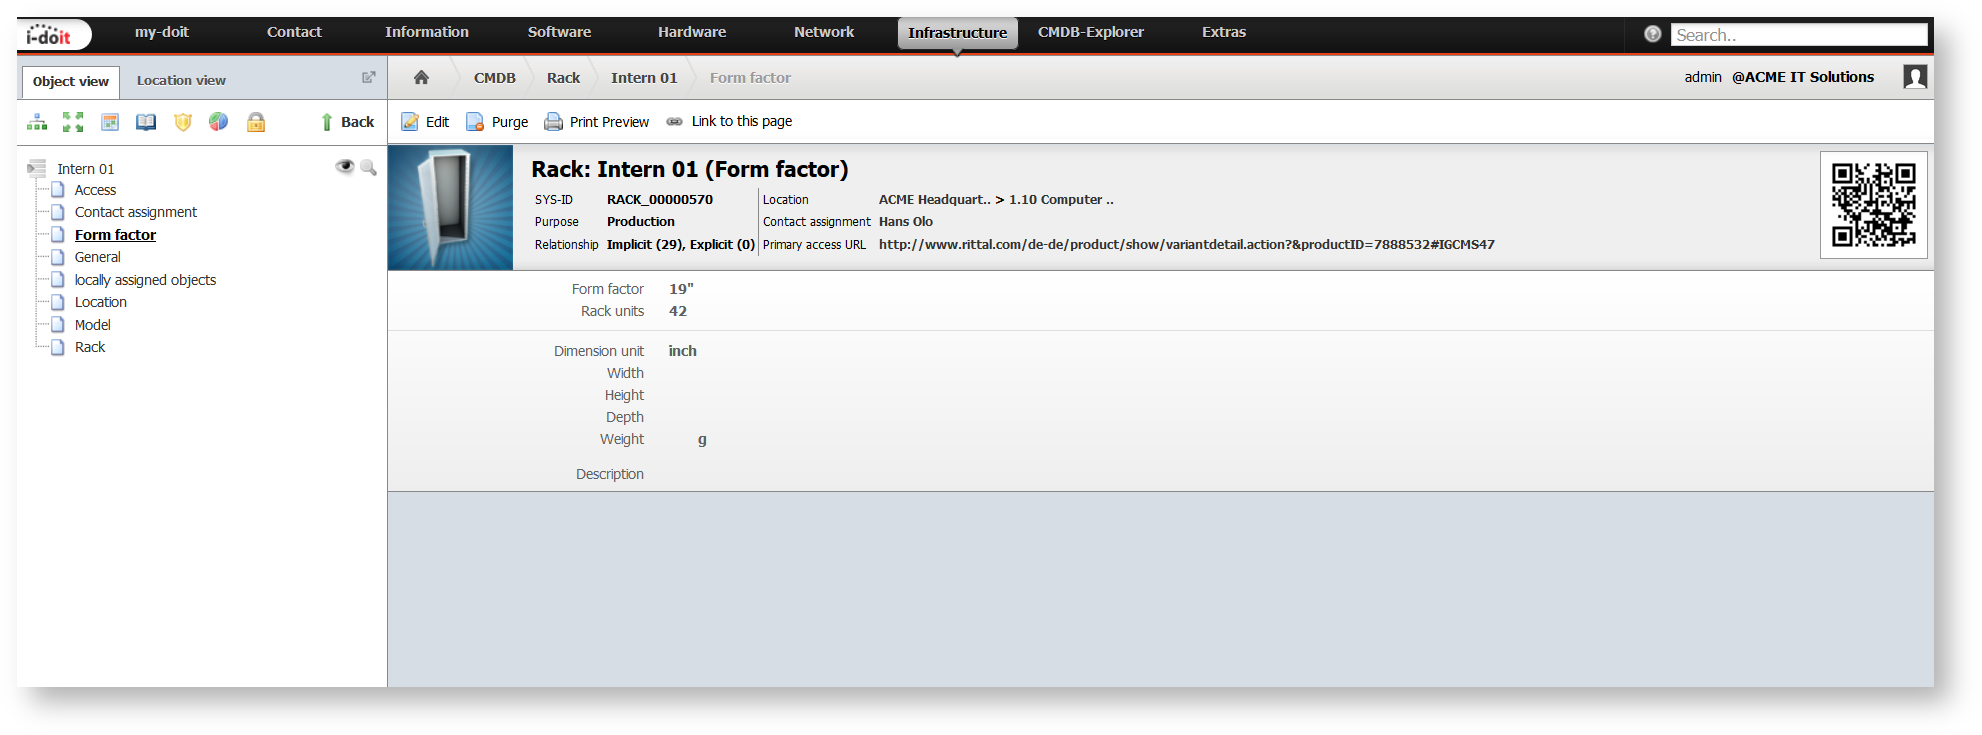 i-doit my-doit Contact Information Software Hardware Network Infrastructure CMDB-Explorer Extras Search..
Object view Location view CMDB Rack Intern 01 Form factor admin @ACME IT Solutions
Back Edit Purge Print Preview Link to this page
Intern 01
Access
Contact assignment
Form factor
General
locally assigned objects
Location
Model
Rack
Rack: Intern 01 (Form factor)
SYS-ID RACK_00000570 Location ACME Headquart.. > 1.10 Computer ..
Purpose Production Contact assignment Hans Olo
Relationship Implicit (29), Explicit (0) Primary access URL http://www.rittal.com/de-de/product/show/variantdetail.action?&productID=7888532#IGCMS47
Form factor 19"
Rack units 42
Dimension unit inch
Width
Height
Depth
Weight g
Description